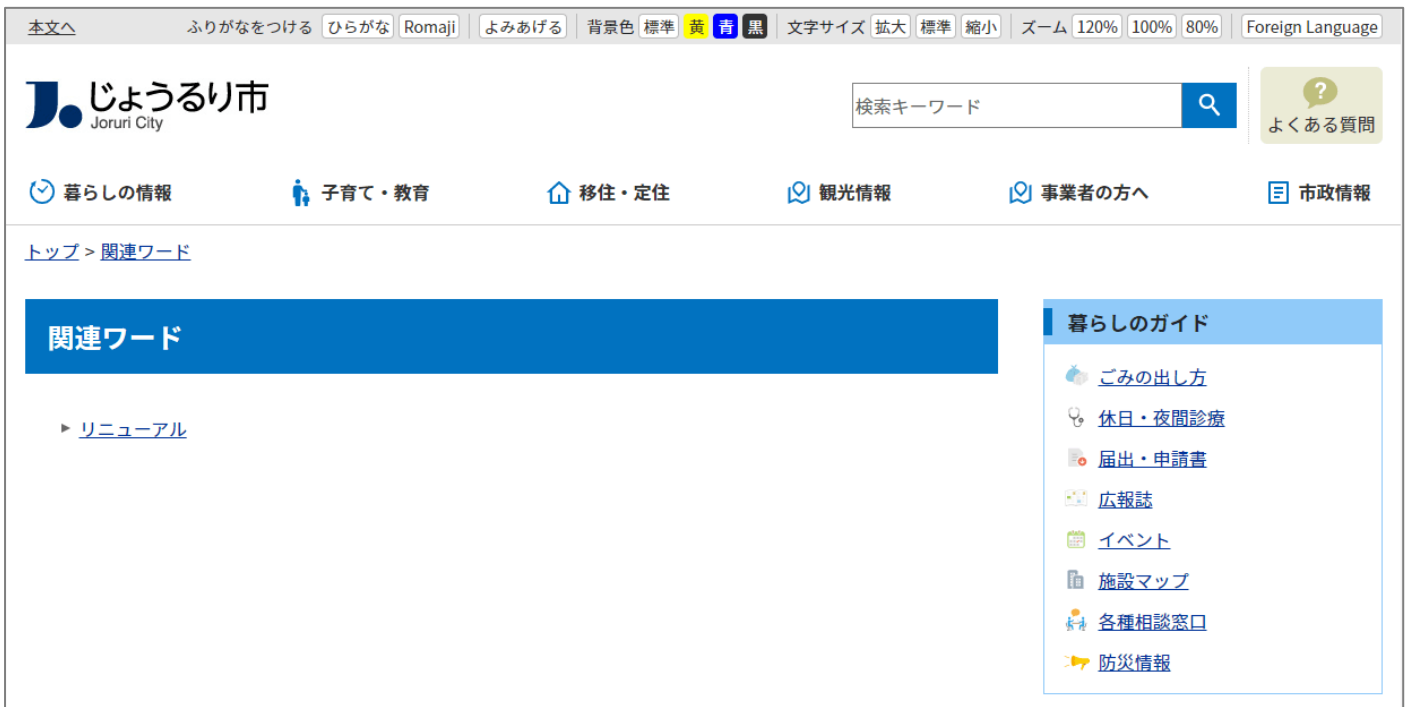 本文へ ふりがなをつける ひらがな Romaji よみあげる 背景色 標準 黄 青 黒 文字サイズ 拡大 標準 縮小 ズーム 120% 100% 80% Foreign Language
J. じょうるり市
Joruri City
検索キーワード
?
よくある質問
暮らしの情報 子育て・教育 移住・定住 観光情報 事業者の方へ 市政情報
トップ > 関連ワード
関連ワード
リニューアル
暮らしのガイド
ごみの出し方
休日・夜間診療
届出・申請書
広報誌
イベント
施設マップ
各種相談窓口
防災情報